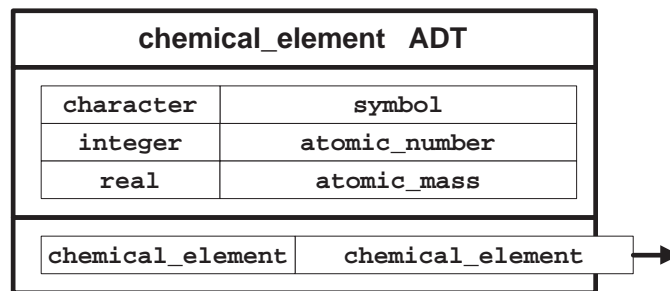 chemical_element ADT
character symbol
integer atomic_number
real atomic_mass
chemical_element chemical_element